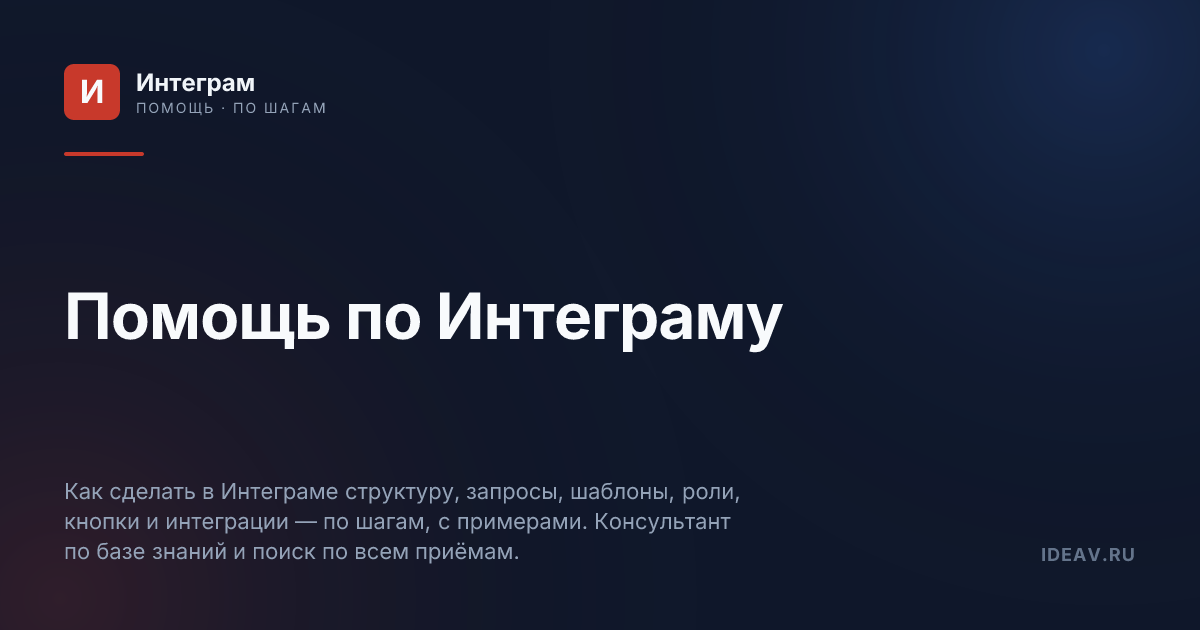 И
Интеграм
ПОМОЩЬ · ПО ШАГАМ
Помощь по Интеграму
Как сделать в Интеграме структуру, запросы, шаблоны, роли,
кнопки и интеграции — по шагам, с примерами. Консультант
по базе знаний и поиск по всем приёмам.
IDEAV.RU